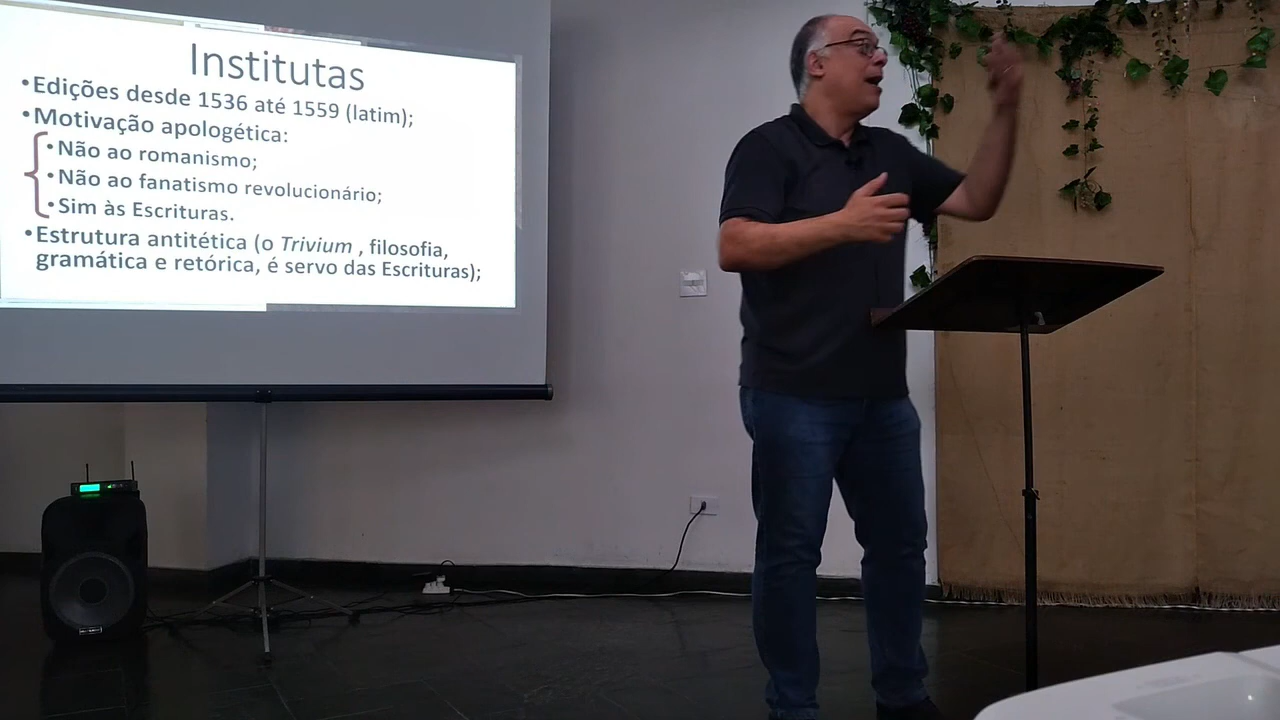 Institutas
•Edições desde 1536 até 1559 (latim);
•Motivação apologética:
•Não ao romanismo;
•Não ao fanatismo revolucionário;
•Sim às Escrituras.
•Estrutura antitética (o Trivium , filosofia,
gramática e retórica, é servo das Escrituras);